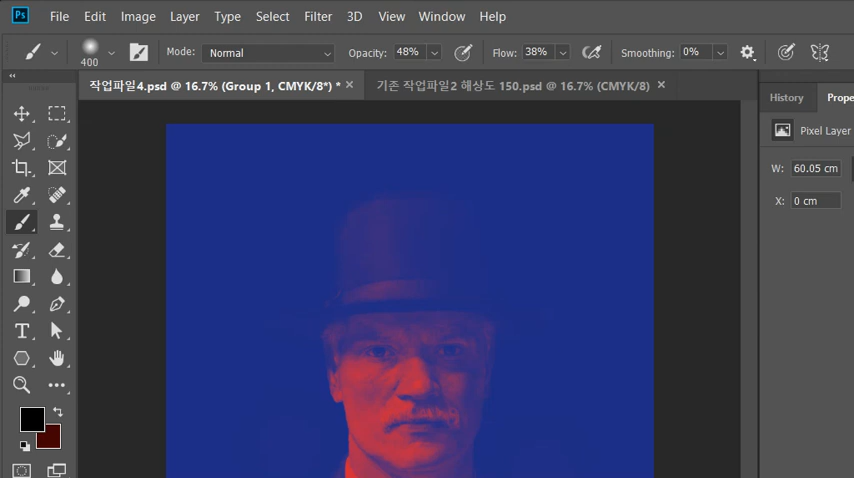 Ps File Edit Image Layer Type Select Filter 3D View Window Help
400 Mode: Normal Opacity: 48% Flow: 38% Smoothing: 0%
작업파일4.psd @ 16.7% (Group 1, CMYK/8*) * × 기존 작업파일2 해상도 150.psd @ 16.7% (CMYK/8) ×
History Prope
Pixel Layer
W: 60.05 cm
X: 0 cm